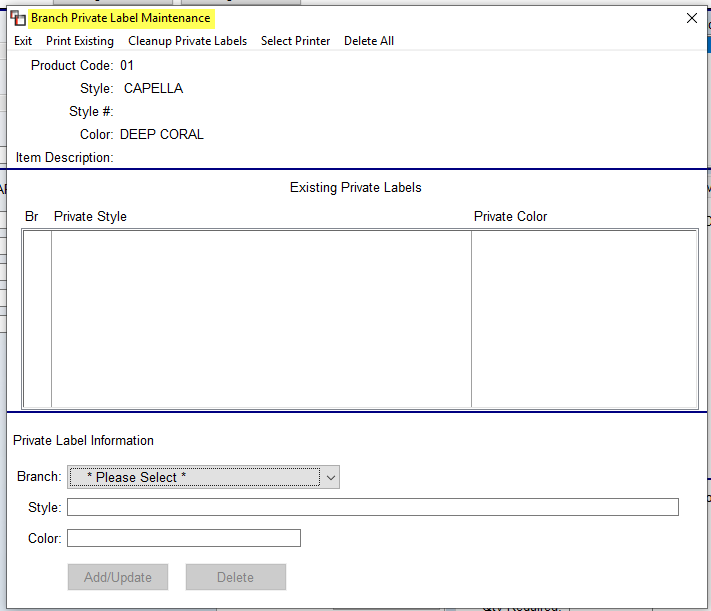 Branch Private Label Maintenance
Exit Print Existing Cleanup Private Labels Select Printer Delete All
Product Code: 01
Style: CAPELLA
Style #:
Color: DEEP CORAL
Item Description:
Existing Private Labels
Br Private Style Private Color
Private Label Information
Branch: * Please Select *
Style:
Color:
Add/Update Delete